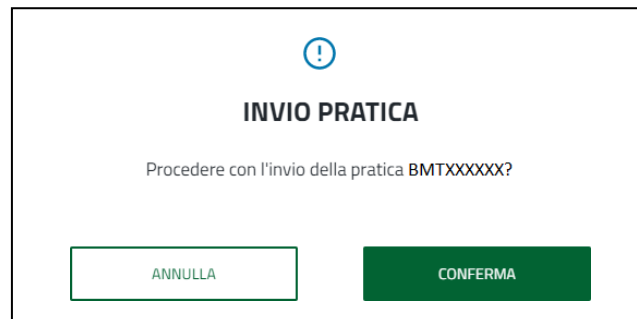 INVIO PRATICA
Procedere con l'invio della pratica BMTXXXXXX?
ANNULLA CONFERMA